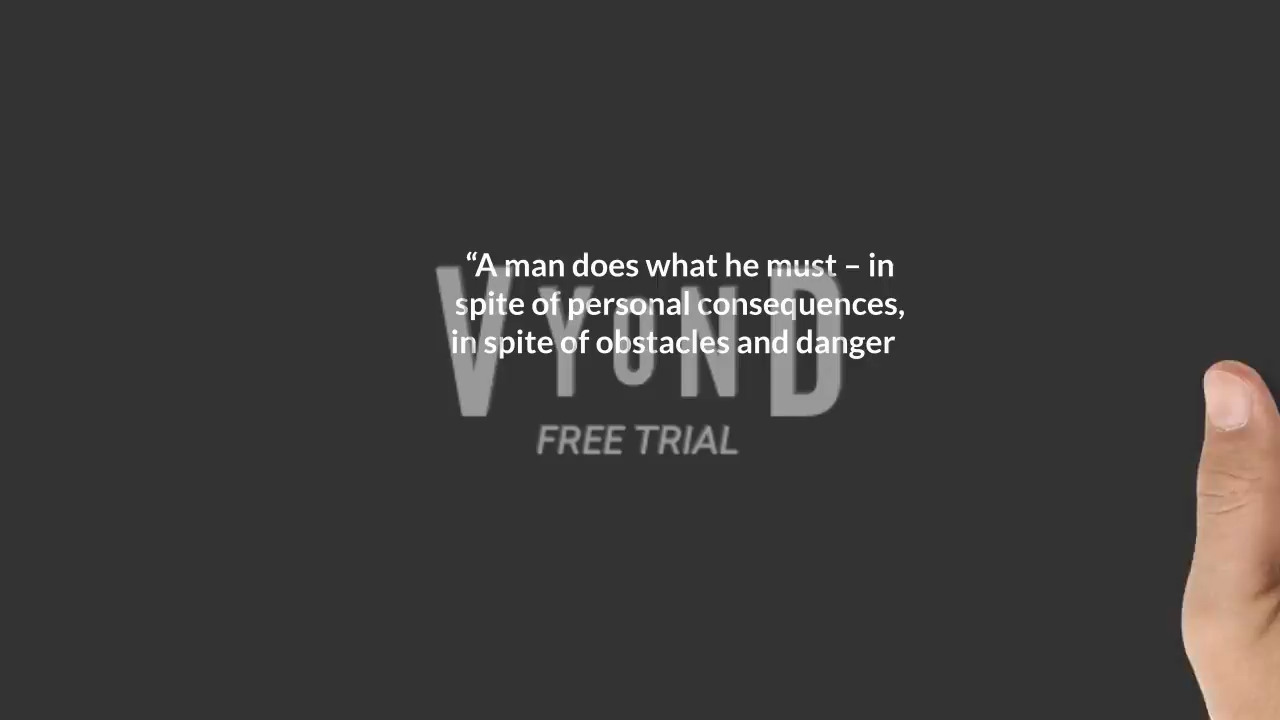 “A man does what he must – in
spite of personal consequences,
in spite of obstacles and danger
VYOND
FREE TRIAL